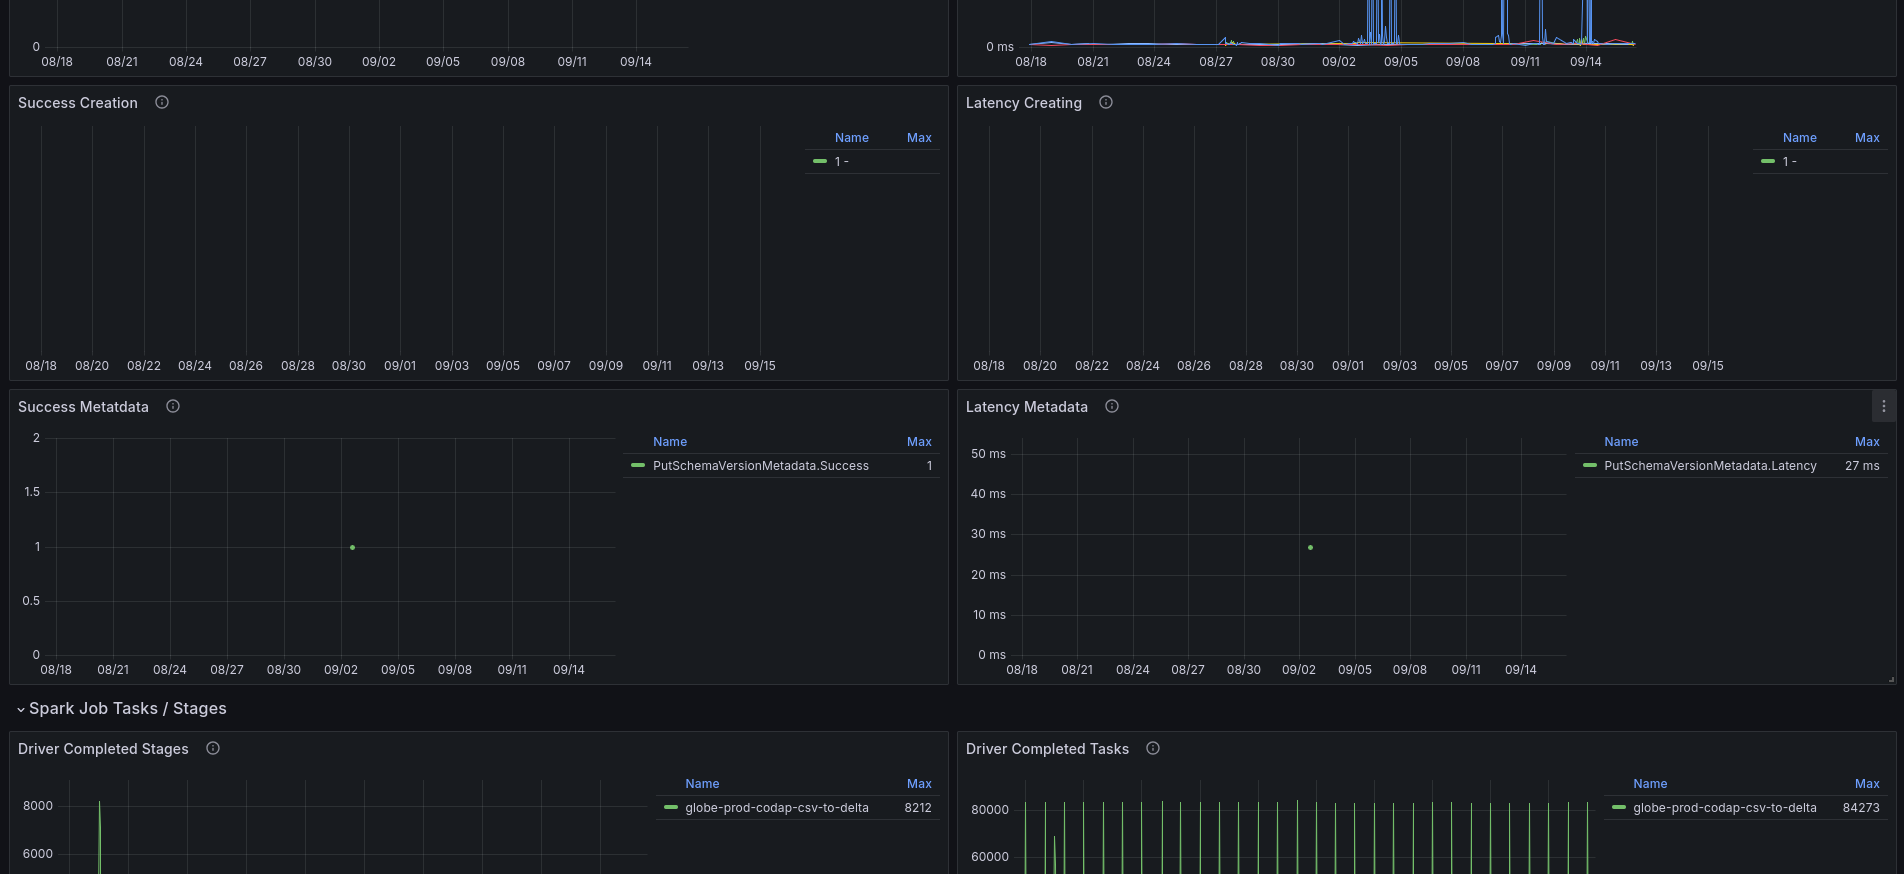 0
08/18 08/21 08/24 08/27 08/30 09/02 09/05 09/08 09/11 09/14
0 ms
08/18 08/21 08/24 08/27 08/30 09/02 09/05 09/08 09/11 09/14
Success Creation
Name Max
1 -
08/18 08/20 08/22 08/24 08/26 08/28 08/30 09/01 09/03 09/05 09/07 09/09 09/11 09/13 09/15
Latency Creating
Name Max
1 -
08/18 08/20 08/22 08/24 08/26 08/28 08/30 09/01 09/03 09/05 09/07 09/09 09/11 09/13 09/15
Success Metatdata
2
1.5
1
0.5
0
08/18 08/21 08/24 08/27 08/30 09/02 09/05 09/08 09/11 09/14
Name Max
PutSchemaVersionMetadata.Success 1
Latency Metadata
50 ms
40 ms
30 ms
20 ms
10 ms
0 ms
08/18 08/21 08/24 08/27 08/30 09/02 09/05 09/08 09/11 09/14
Name Max
PutSchemaVersionMetadata.Latency 27 ms
Spark Job Tasks / Stages
Driver Completed Stages
8000
6000
Name Max
globe-prod-codap-csv-to-delta 8212
Driver Completed Tasks
80000
60000
Name Max
globe-prod-codap-csv-to-delta 84273